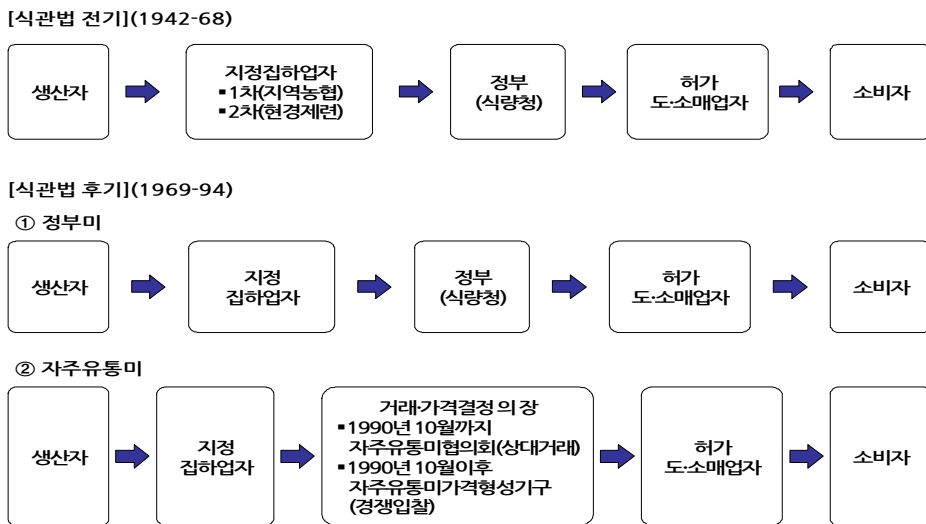 [식관법 전기](1942-68)
생산자
지정집하업자
▪1차(지역농협)
▪2차(현경제련)
정부
(식량청)
허가
도·소매업자
소비자
[식관법 후기](1969-94)
① 정부미
생산자
지정
집하업자
정부
(식량청)
허가
도·소매업자
소비자
② 자주유통미
생산자
지정
집하업자
거래·가격결정의 장
▪1990년 10월까지
자주유통미협의회(상대거래)
▪1990년 10월이후
자주유통미가격형성기구
(경쟁입찰)
허가
도·소매업자
소비자